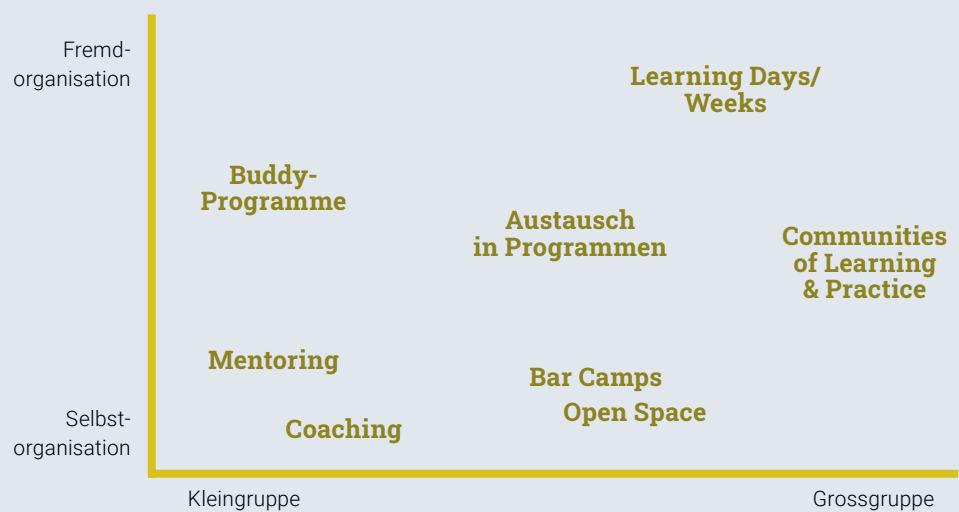 Fremd-
organisation
Learning Days/
Weeks
Buddy-
Programme
Austausch
in Programmen
Communities
of Learning
& Practice
Mentoring
Bar Camps
Open Space
Coaching
Selbst-
organisation
Kleingruppe
Grossgruppe